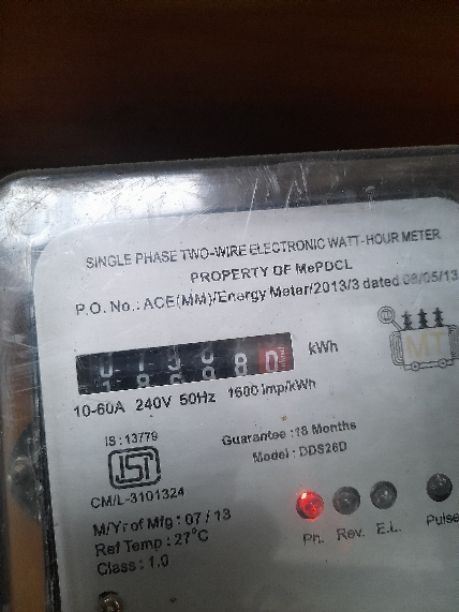 SINGLE PHASE TWO-WIRE ELECTRONIC WATT-HOUR METER
PROPERTY OF MePDCL
P.O. No.: ACE(MM)/Energy Meter/2013/3 dated 08/05/13
kWh
10-60A 240V 50Hz 1600 imp/kWh
MT
IS : 13779
Guarantee : 18 Months
Model : DDS26D
ISI
CM/L-3101324
M/Yr of Mfg : 07 / 13
Ref Temp : 27°C
Class : 1.0
Ph. Rev. E.L. Pulse